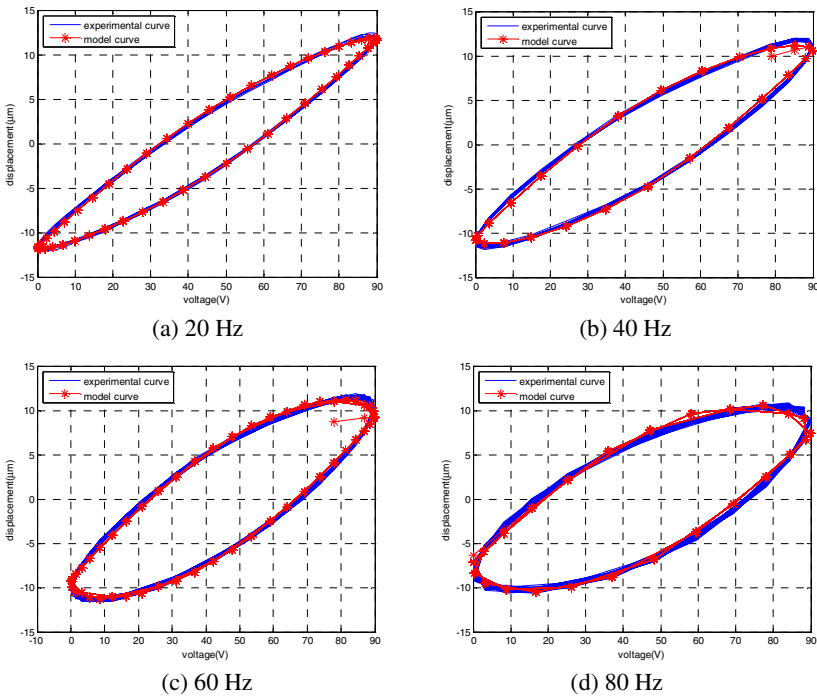 experimental curve
model curve
15
10
5
0
-5
-10
-15
displacement(µm)
0 10 20 30 40 50 60 70 80 90
voltage(V)
(a) 20 Hz
experimental curve
model curve
15
10
5
0
-5
-10
-15
displacement(µm)
0 10 20 30 40 50 60 70 80 90
voltage(V)
(b) 40 Hz
experimental curve
model curve
15
10
5
0
-5
-10
-15
displacement(µm)
-10 0 10 20 30 40 50 60 70 80 90
voltage(V)
(c) 60 Hz
experimental curve
model curve
15
10
5
0
-5
-10
-15
displacement(µm)
0 10 20 30 40 50 60 70 80 90
voltage(V)
(d) 80 Hz